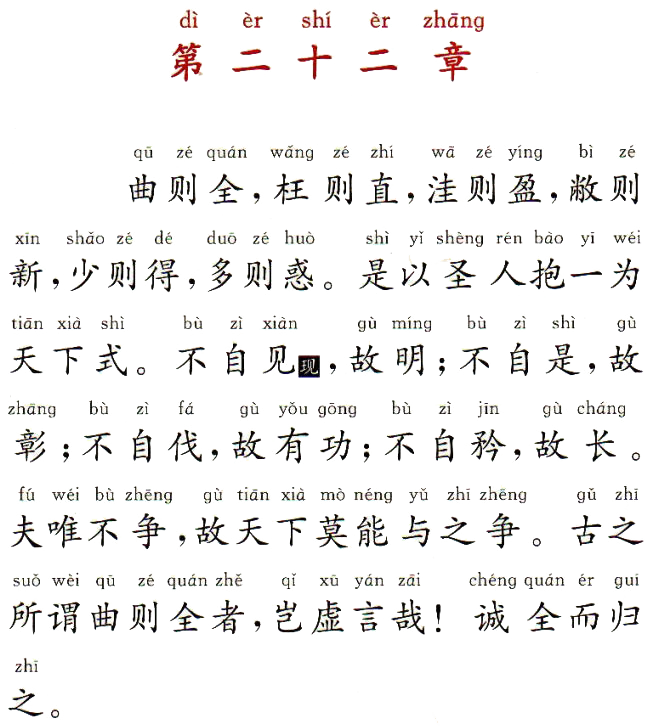 dì èr shí èr zhāng
第二十二章
qū zé quán wǎng zé zhí wā zé yíng bì zé
曲则全,枉则直,洼则盈,敝则
xīn shǎo zé dé duō zé huò shì yǐ shèng rén bào yī wéi
新,少则得,多则惑。是以圣人抱一为
tiān xià shì bù zì xiàn gù míng bù zì shì gù
天下式。不自见现,故明;不自是,故
zhāng bù zì fá gù yǒu gōng bù zì jīn gù cháng
彰;不自伐,故有功;不自矜,故长。
fú wéi bù zhēng gù tiān xià mò néng yǔ zhī zhēng gǔ zhī
夫唯不争,故天下莫能与之争。古之
suǒ wèi qū zé quán zhě qǐ xū yán zāi chéng quán ér guī
所谓曲则全者,岂虚言哉!诚全而归
zhī
之。